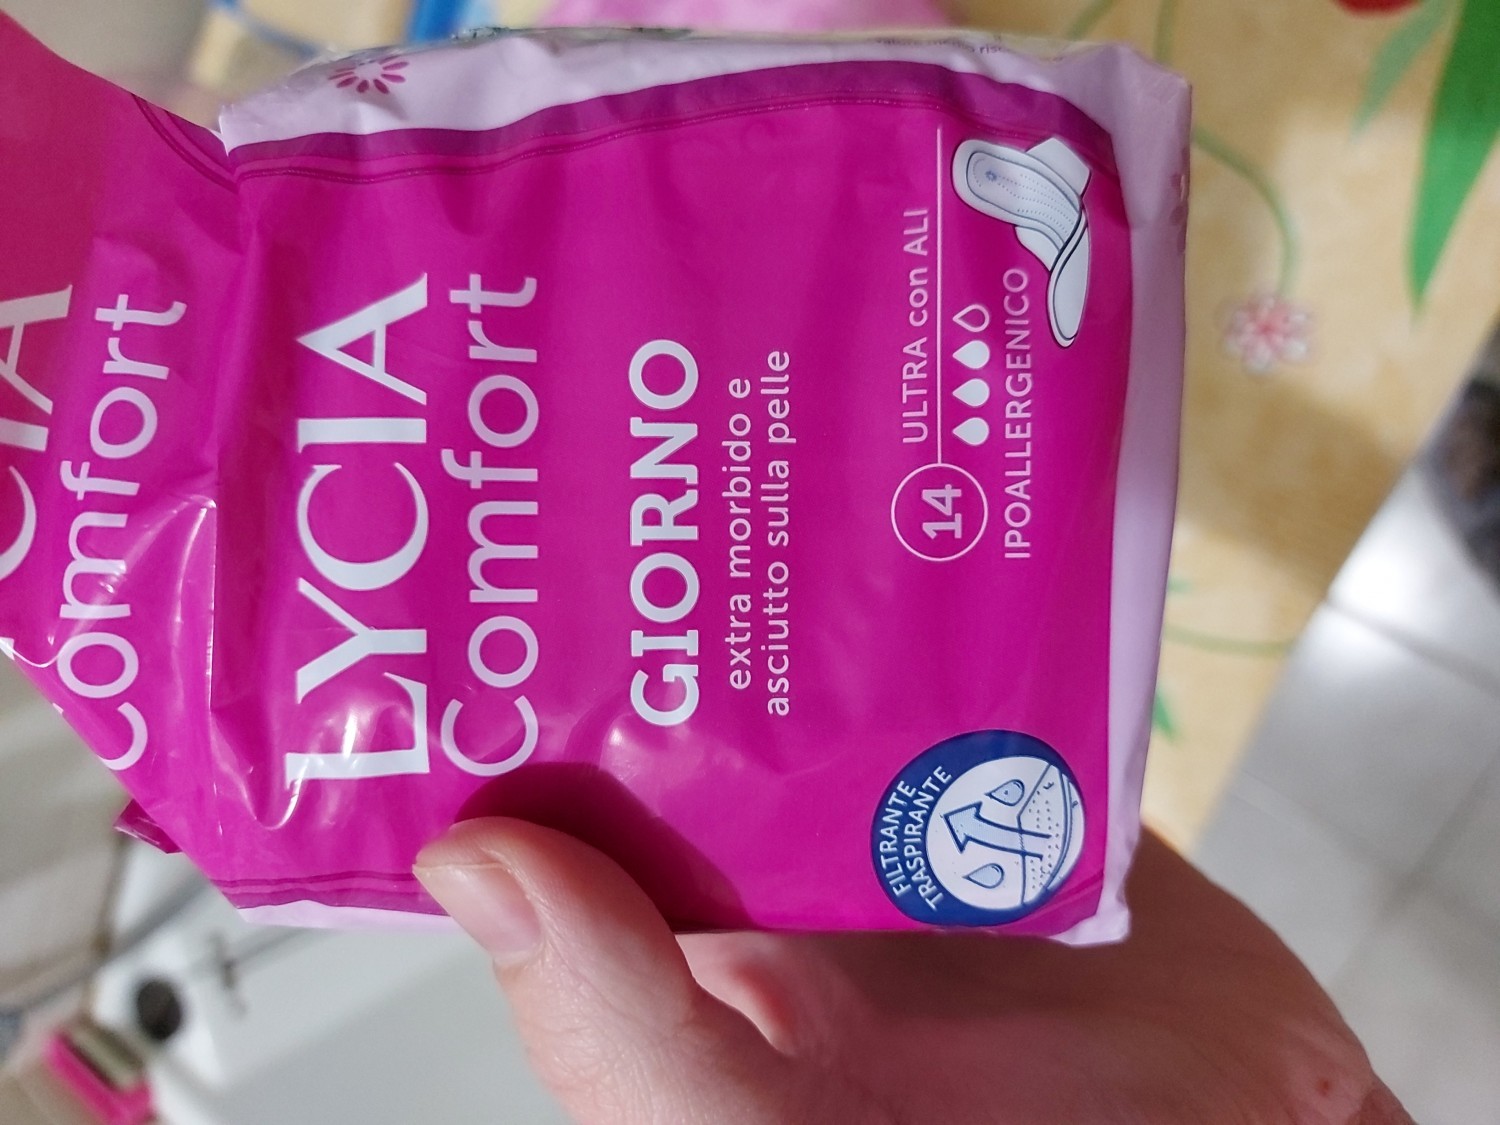 LYCIA
Comfort
GIORNO
extra morbido e
asciutto sulla pelle
14
ULTRA con ALI
IPOALLERGENICO
FILTRANTE
TRASPIRANTE
CIA
Comfort